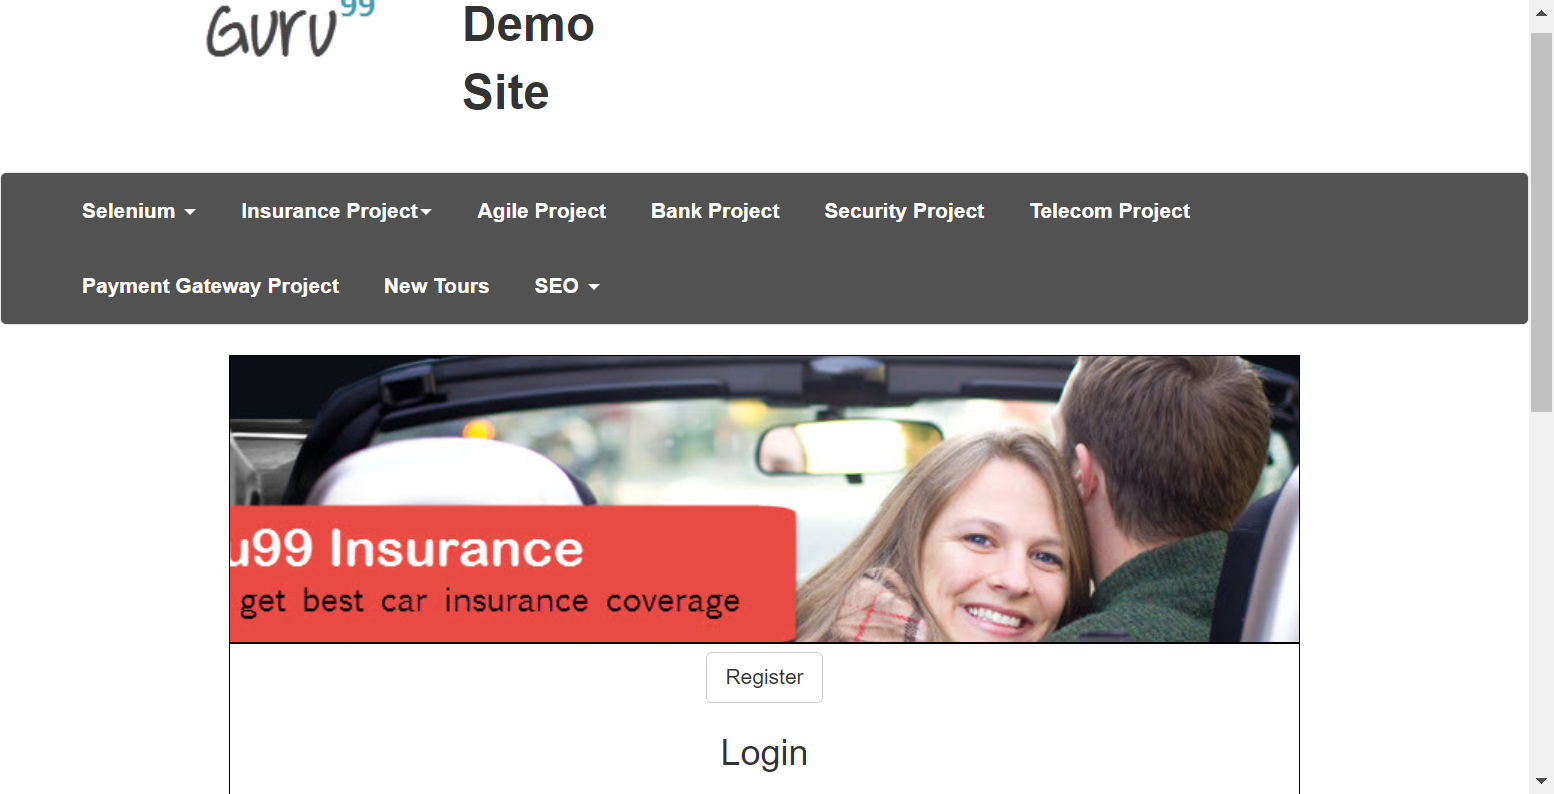 Guru99
Demo
Site
Selenium
Insurance Project
Agile Project
Bank Project
Security Project
Telecom Project
Payment Gateway Project
New Tours
SEO
u99 Insurance
get best car insurance coverage
Register
Login